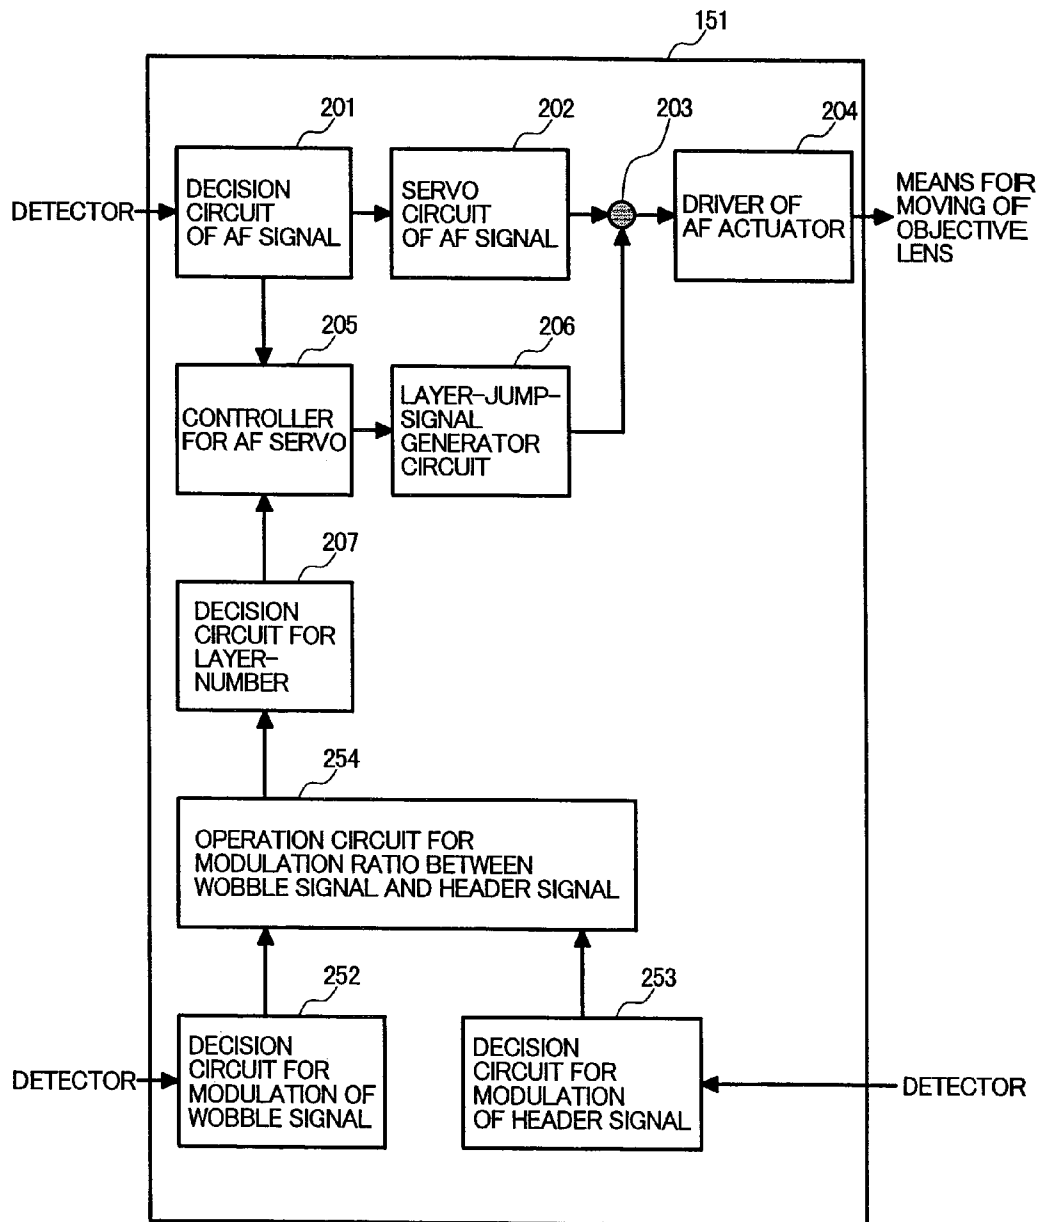 151
201
202
203
204
DETECTOR
DECISION
CIRCUIT
OF AF SIGNAL
SERVO
CIRCUIT
OF AF SIGNAL
DRIVER OF
AF ACTUATOR
MEANS FOR
MOVING OF
OBJECTIVE
LENS
205
206
CONTROLLER
FOR AF SERVO
LAYER-JUMP-
SIGNAL
GENERATOR
CIRCUIT
207
DECISION
CIRCUIT FOR
LAYER-
NUMBER
254
OPERATION CIRCUIT FOR
MODULATION RATIO BETWEEN
WOBBLE SIGNAL AND HEADER SIGNAL
252
253
DETECTOR
DECISION
CIRCUIT FOR
MODULATION OF
WOBBLE SIGNAL
DECISION
CIRCUIT FOR
MODULATION
OF HEADER SIGNAL
DETECTOR